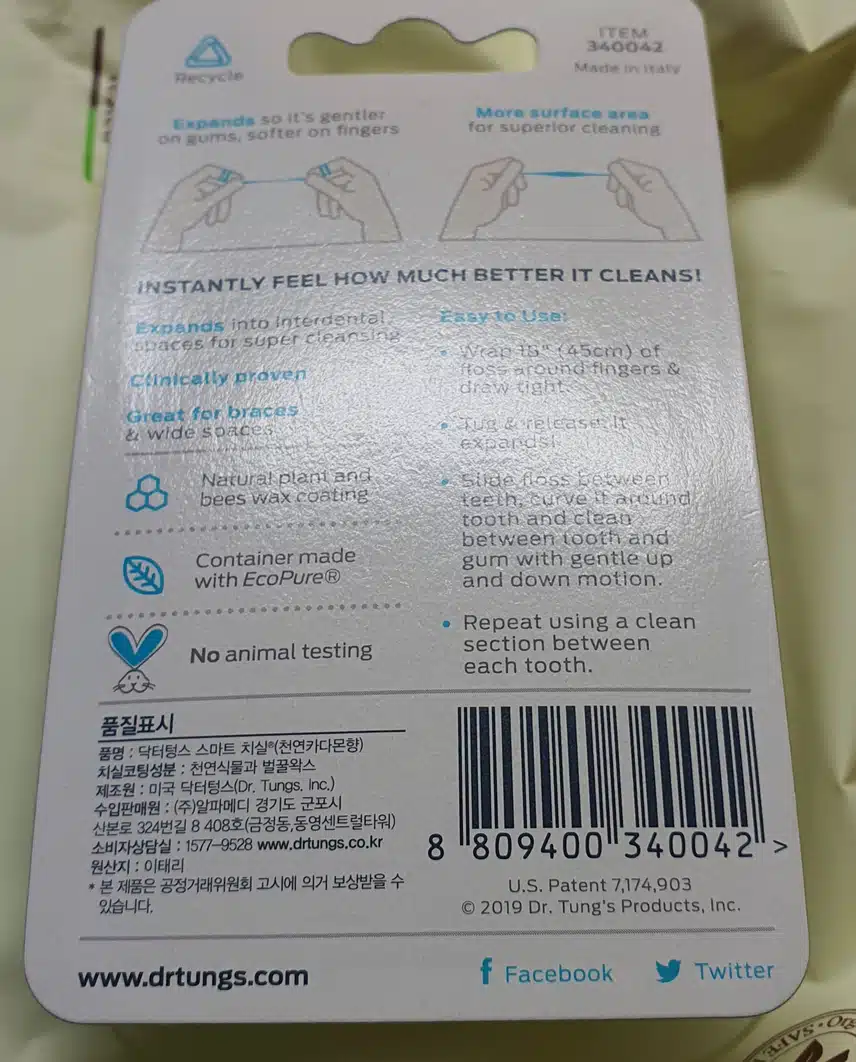 Recycle
ITEM
340042
Made in Italy
Expands so it's gentler
on gums, softer on fingers
More surface area
for superior cleaning
INSTANTLY FEEL HOW MUCH BETTER IT CLEANS!
Expands into interdental
spaces for super cleansing
Clinically proven
Great for braces
& wide spaces
Natural plant and
bees wax coating
Container made
with EcoPure®
No animal testing
Easy to Use:
• Wrap 18" (45cm) of
floss around fingers &
draw tight.
• Tug & release. It
expands!
• Slide floss between
teeth, curve it around
tooth and clean
between tooth and
gum with gentle up
and down motion.
• Repeat using a clean
section between
each tooth.
품질표시
품명 : 닥터텅스 스마트 치실®(천연카다몬향)
치실코팅성분 : 천연식물과 벌꿀왁스
제조원 : 미국 닥터텅스(Dr. Tungs, Inc.)
수입판매원 : (주)알파메디 경기도 군포시
산본로 324번길 8 408호(금정동,동영센트럴타워)
소비자상담실 : 1577-9528 www.drtungs.co.kr
원산지 : 이태리
* 본 제품은 공정거래위원회 고시에 의거 보상받을 수
있습니다.
8 809400 340042 >
U.S. Patent 7,174,903
© 2019 Dr. Tung's Products, Inc.
www.drtungs.com
Facebook
Twitter